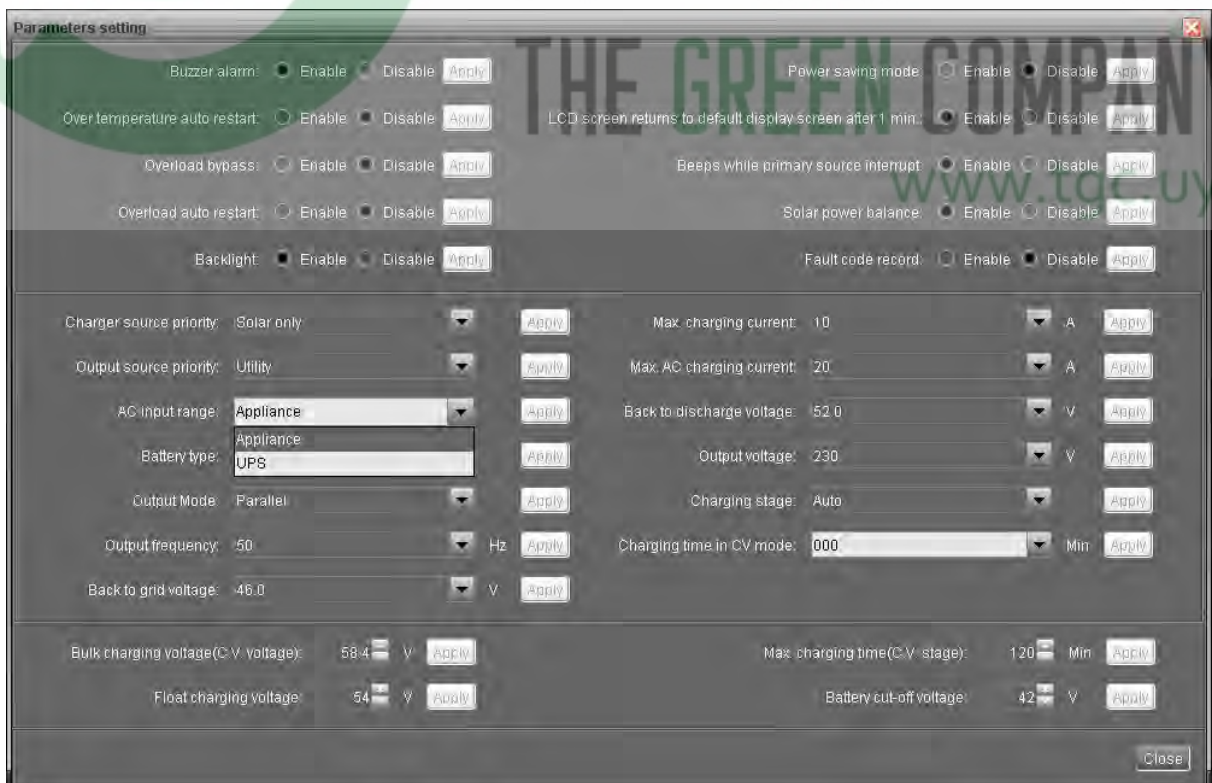 Parameters setting
THE GREEN COMPAN
www.tgc.uy
Buzzer alarm: Enable Disable Apply
Power saving mode: Enable Disable Apply
Over temperature auto restart: Enable Disable Apply
LCD screen returns to default display screen after 1 min.: Enable Disable Apply
Overload bypass: Enable Disable Apply
Beeps while primary source interrupt: Enable Disable Apply
Overload auto restart: Enable Disable Apply
Solar power balance: Enable Disable Apply
Backlight: Enable Disable Apply
Fault code record: Enable Disable Apply
Charger source priority: Solar only Apply
Max. charging current: 10 A Apply
Output source priority: Utility Apply
Max. AC charging current: 20 A Apply
AC input range: Appliance Apply
Appliance
UPS
Back to discharge voltage: 52.0 V Apply
Battery type: Apply
Output voltage: 230 V Apply
Output Mode: Parallel Apply
Charging stage: Auto Apply
Output frequency: 50 Hz Apply
Charging time in CV mode: 000 Min Apply
Back to grid voltage: 46.0 V Apply
Bulk charging voltage(C.V. voltage): 58.4 V Apply
Max. charging time(C.V. stage): 120 Min Apply
Float charging voltage: 54 V Apply
Battery cut-off voltage: 42 V Apply
Close